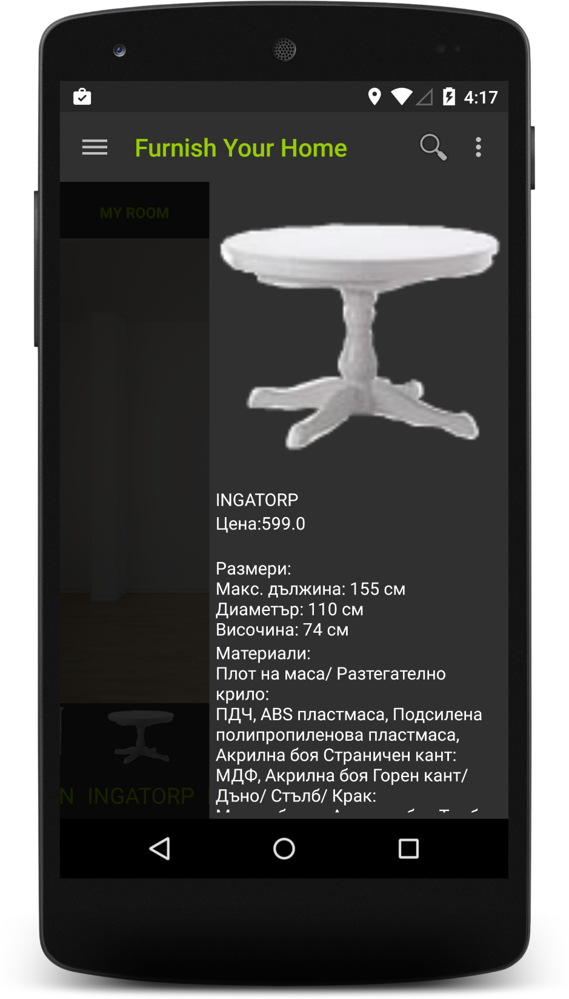 4:17
Furnish Your Home
MY ROOM
INGATORP
Цена:599.0
Размери:
Макс. дължина: 155 см
Диаметър: 110 см
Височина: 74 см
Материали:
Плот на маса/ Разтегателно
крило:
ПДЧ, ABS пластмаса, Подсилена
полипропиленова пластмаса,
Акрилна боя Страничен кант:
МДФ, Акрилна боя Горен кант/
Дъно/ Стълб/ Крак:
N INGATORP